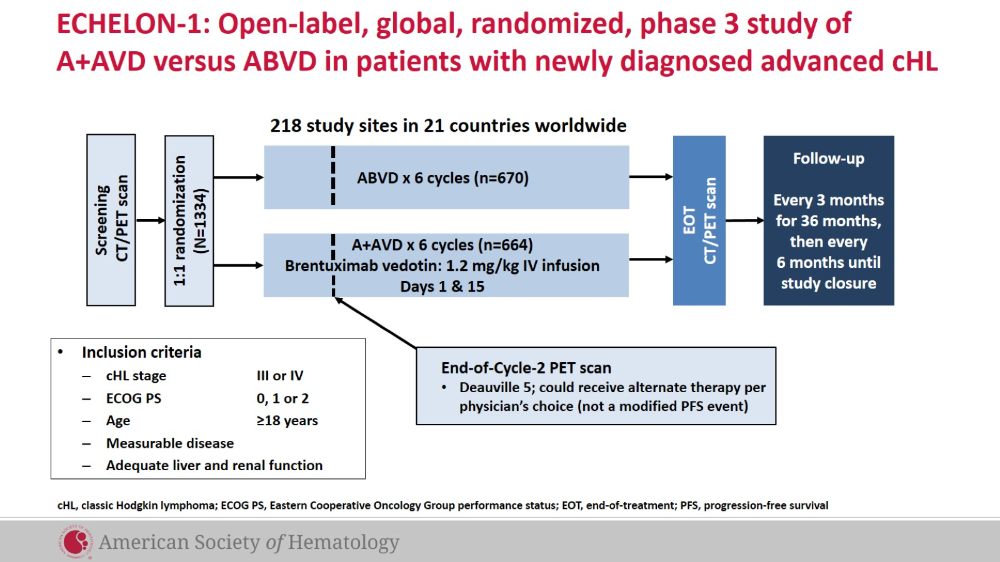 ECHELON-1: Open-label, global, randomized, phase 3 study of
A+AVD versus ABVD in patients with newly diagnosed advanced cHL
218 study sites in 21 countries worldwide
Screening
CT/PET scan
1:1 randomization
(N=1334)
ABVD x 6 cycles (n=670)
A+AVD x 6 cycles (n=664)
Brentuximab vedotin: 1.2 mg/kg IV infusion
Days 1 & 15
EOT
CT/PET scan
Follow-up
Every 3 months
for 36 months,
then every
6 months until
study closure
• Inclusion criteria
– cHL stage III or IV
– ECOG PS 0, 1 or 2
– Age ≥18 years
– Measurable disease
– Adequate liver and renal function
End-of-Cycle-2 PET scan
• Deauville 5; could receive alternate therapy per
physician's choice (not a modified PFS event)
cHL, classic Hodgkin lymphoma; ECOG PS, Eastern Cooperative Oncology Group performance status; EOT, end-of-treatment; PFS, progression-free survival
American Society of Hematology